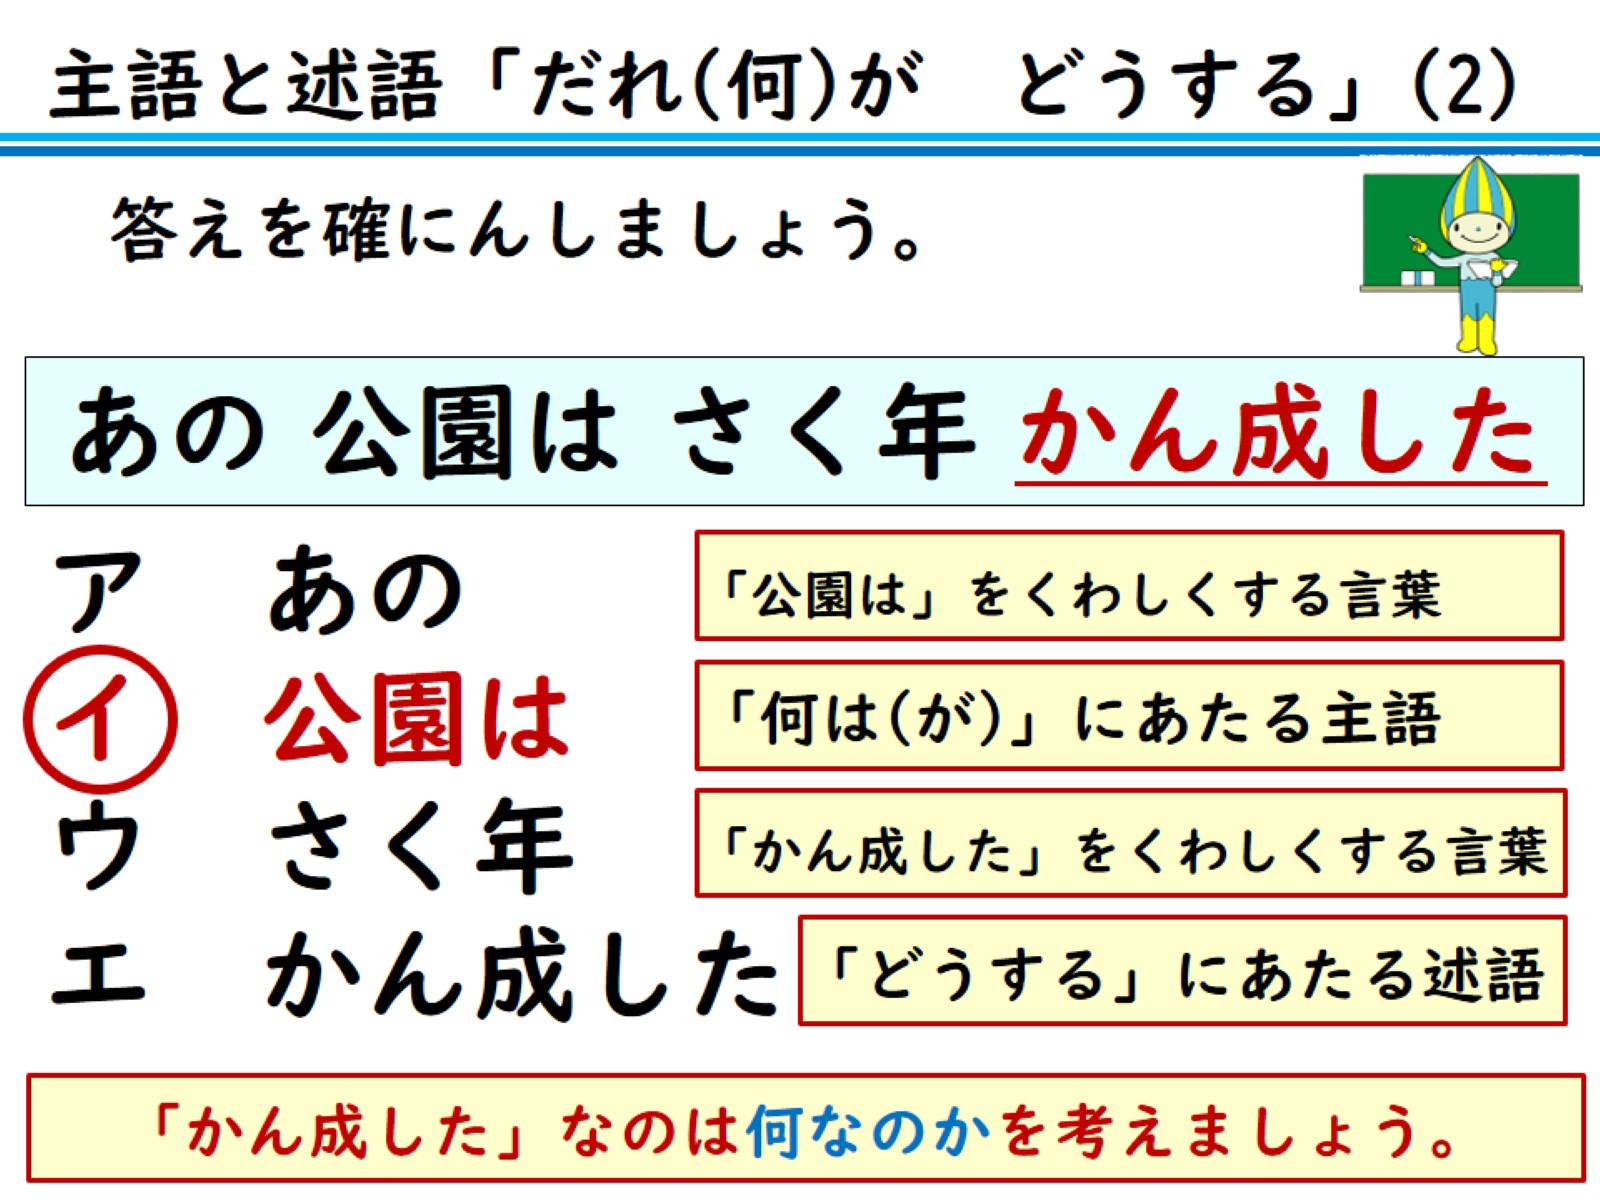 主語と述語「だれ(何)が　どうする」(2)
答えを確にんしましょう。
あの 公園は さく年 かん成した
ア　あの　「公園は」をくわしくする言葉
イ　公園は　「何は(が)」にあたる主語
ウ　さく年　「かん成した」をくわしくする言葉
エ　かん成した　「どうする」にあたる述語
「かん成した」なのは何なのかを考えましょう。